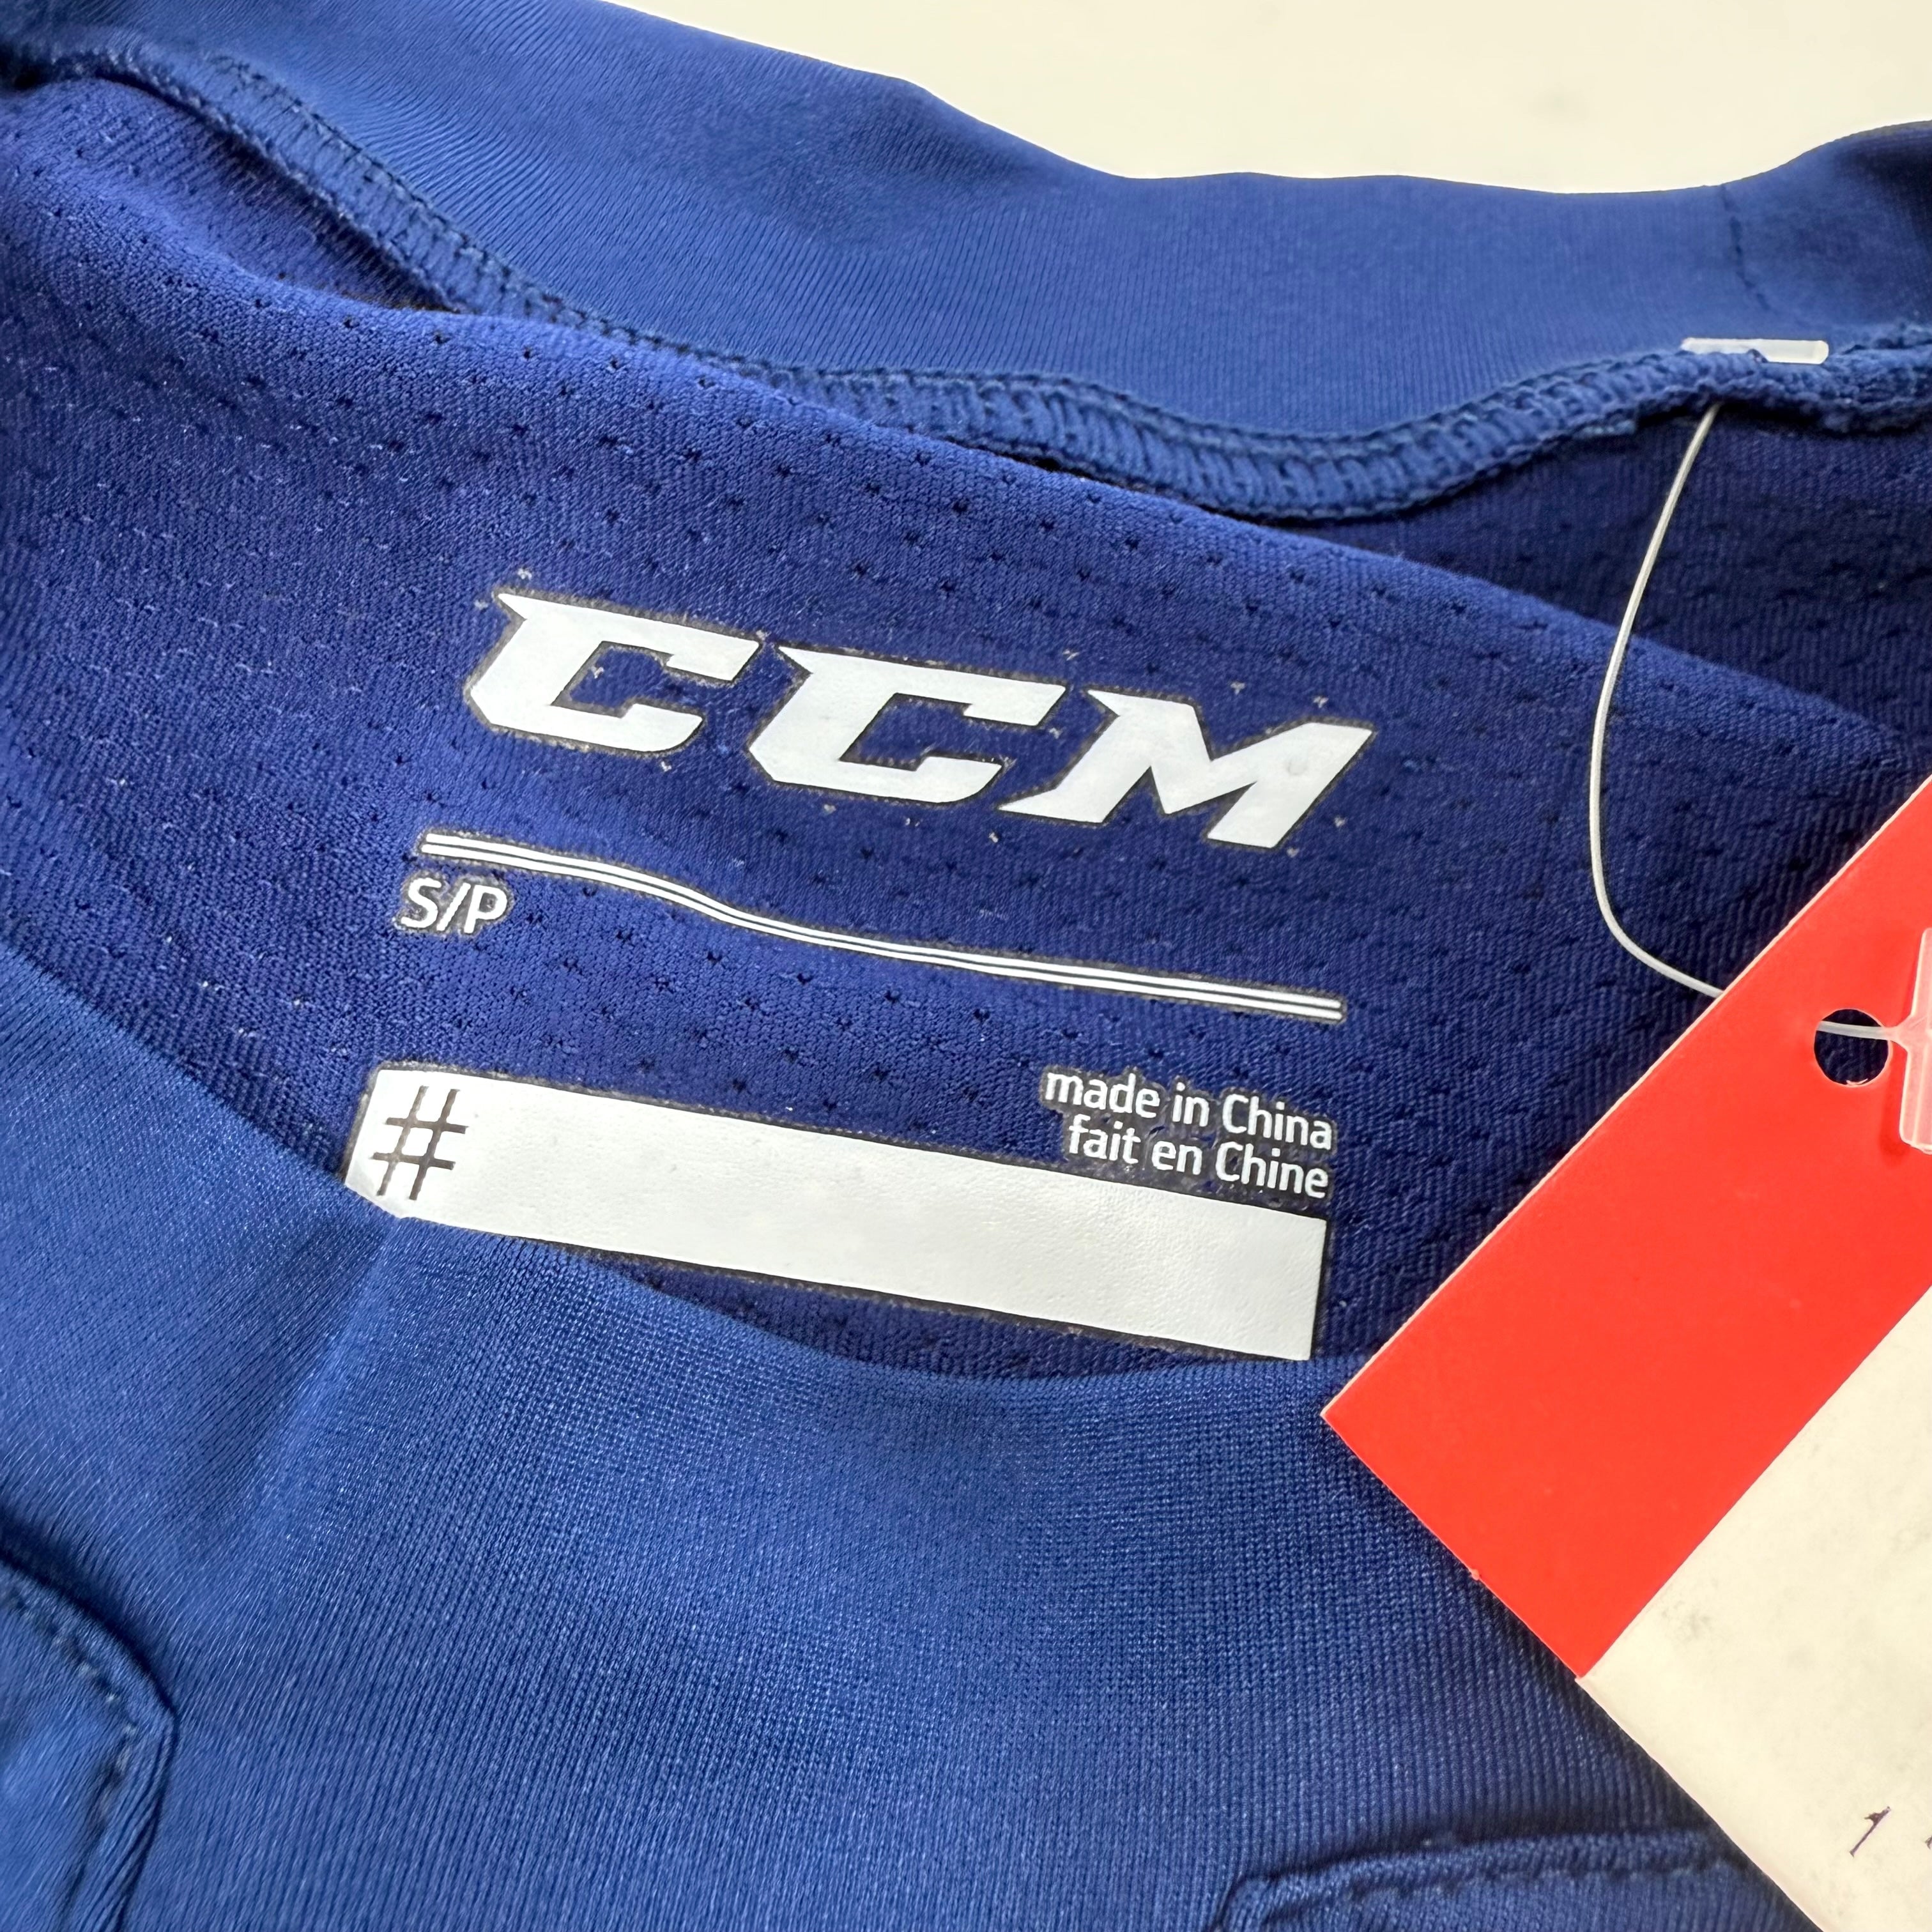 CCM
S/P
made in China
fait en Chine
#